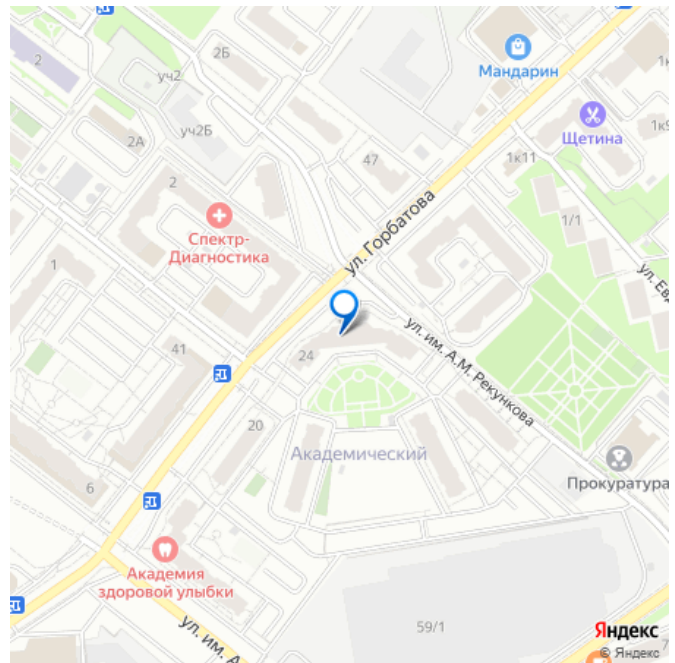 2Б
2
уч2
Мандарин
1к
уч2Б
2А
Щетина
1к9
47
1к11
2
Спектр-
Диагностика
ул. Горбатова
1/1
1
ул. Евд
ул. им. А.М. Рекункова
41
24
20
Академический
6
Прокуратура
Академия
здоровой улыбки
59/1
ул. им. А
Яндекс
© Яндекс
7